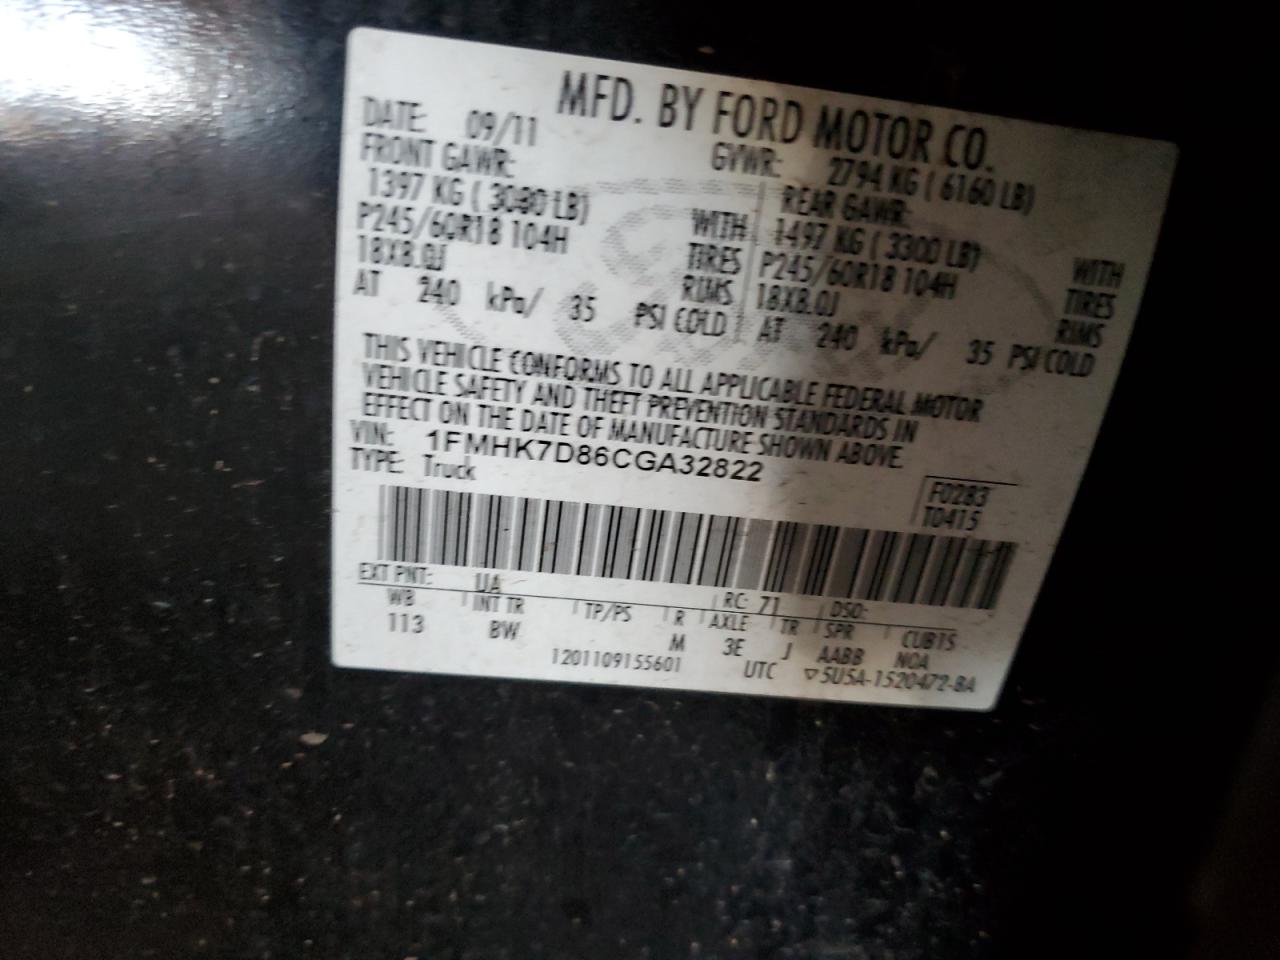 MFD. BY FORD MOTOR CO.
DATE: 09/11 GVWR: 2794 KG ( 6160 LB)
FRONT GAWR: REAR GAWR:
1397 KG ( 3080 LB) WITH 1497 KG ( 3300 LB) WITH
P245/60R18 104H TIRES P245/60R18 104H TIRES
18X8.0J RIMS 18X8.0J RIMS
AT 240 kPa/ 35 PSI COLD AT 240 kPa/ 35 PSI COLD
THIS VEHICLE CONFORMS TO ALL APPLICABLE FEDERAL MOTOR
VEHICLE SAFETY AND THEFT PREVENTION STANDARDS IN
EFFECT ON THE DATE OF MANUFACTURE SHOWN ABOVE.
VIN: 1FMHK7D86CGA32822
TYPE: Truck
F0283
T0415
EXT PNT: UA RC: 71 DSO:
WB INT TR TP/PS R AXLE TR SPR CUBTS
113 BW M 3E J AABB NOA
1201109155601 UTC ▽5U5A-1520472-BA